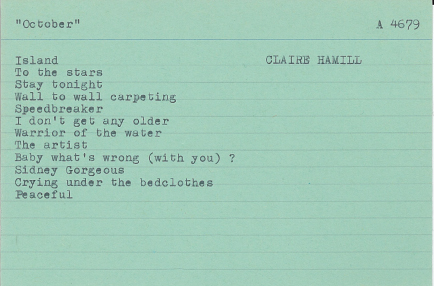 "October" A 4679
Island CLAIRE HAMILL
To the stars
Stay tonight
Wall to wall carpeting
Speedbreaker
I don't get any older
Warrior of the water
The artist
Baby what's wrong (with you) ?
Sidney Gorgeous
Crying under the bedclothes
Peaceful